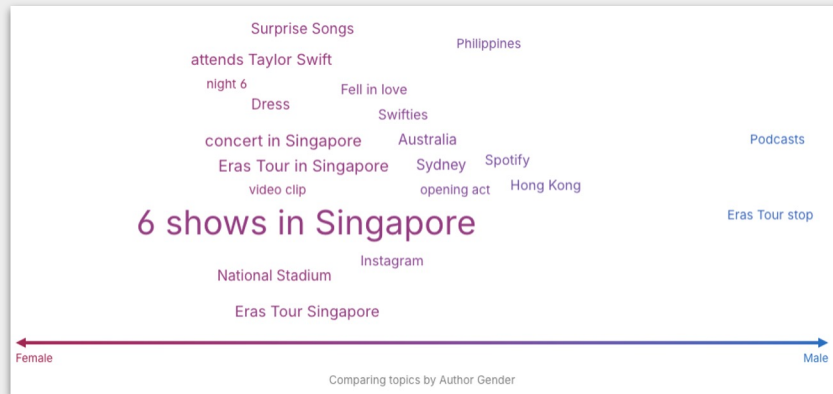 Surprise Songs
Philippines
attends Taylor Swift
night 6
Fell in love
Dress
Swifties
concert in Singapore
Australia
Podcasts
Eras Tour in Singapore
Sydney
Spotify
video clip
opening act
Hong Kong
6 shows in Singapore
Eras Tour stop
Instagram
National Stadium
Eras Tour Singapore
Female
Male
Comparing topics by Author Gender